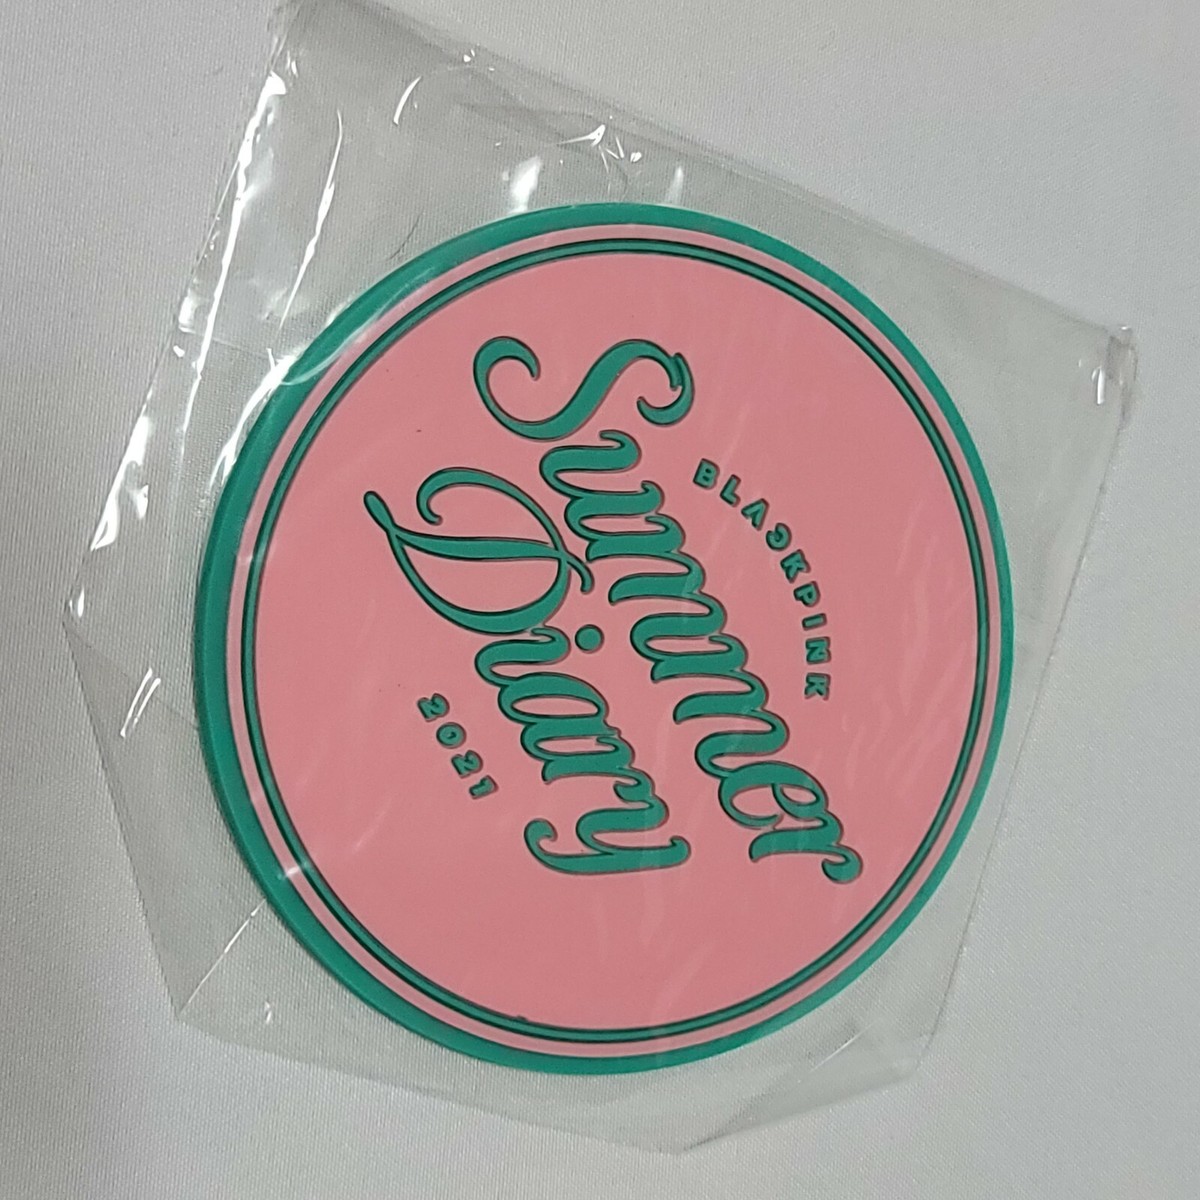 BLACKPINK
Summer
Diary
2021